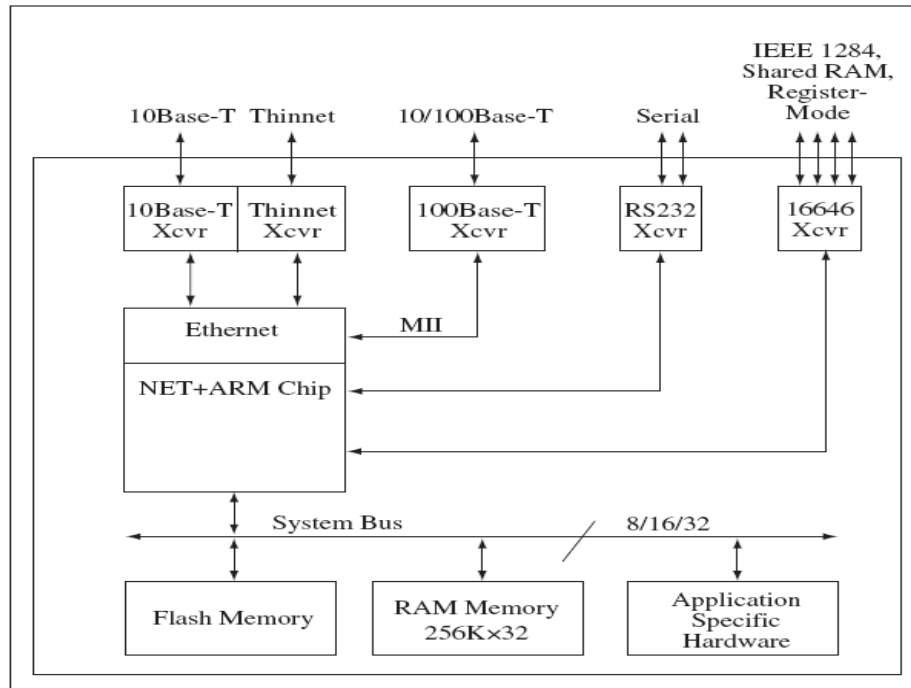 IEEE 1284,
Shared RAM,
Register-
Mode
10Base-T Thinnet
10/100Base-T
Serial
10Base-T
Xcvr
Thinnet
Xcvr
100Base-T
Xcvr
RS232
Xcvr
16646
Xcvr
Ethernet
MII
NET+ARM Chip
System Bus
8/16/32
Flash Memory
RAM Memory
256K×32
Application
Specific
Hardware